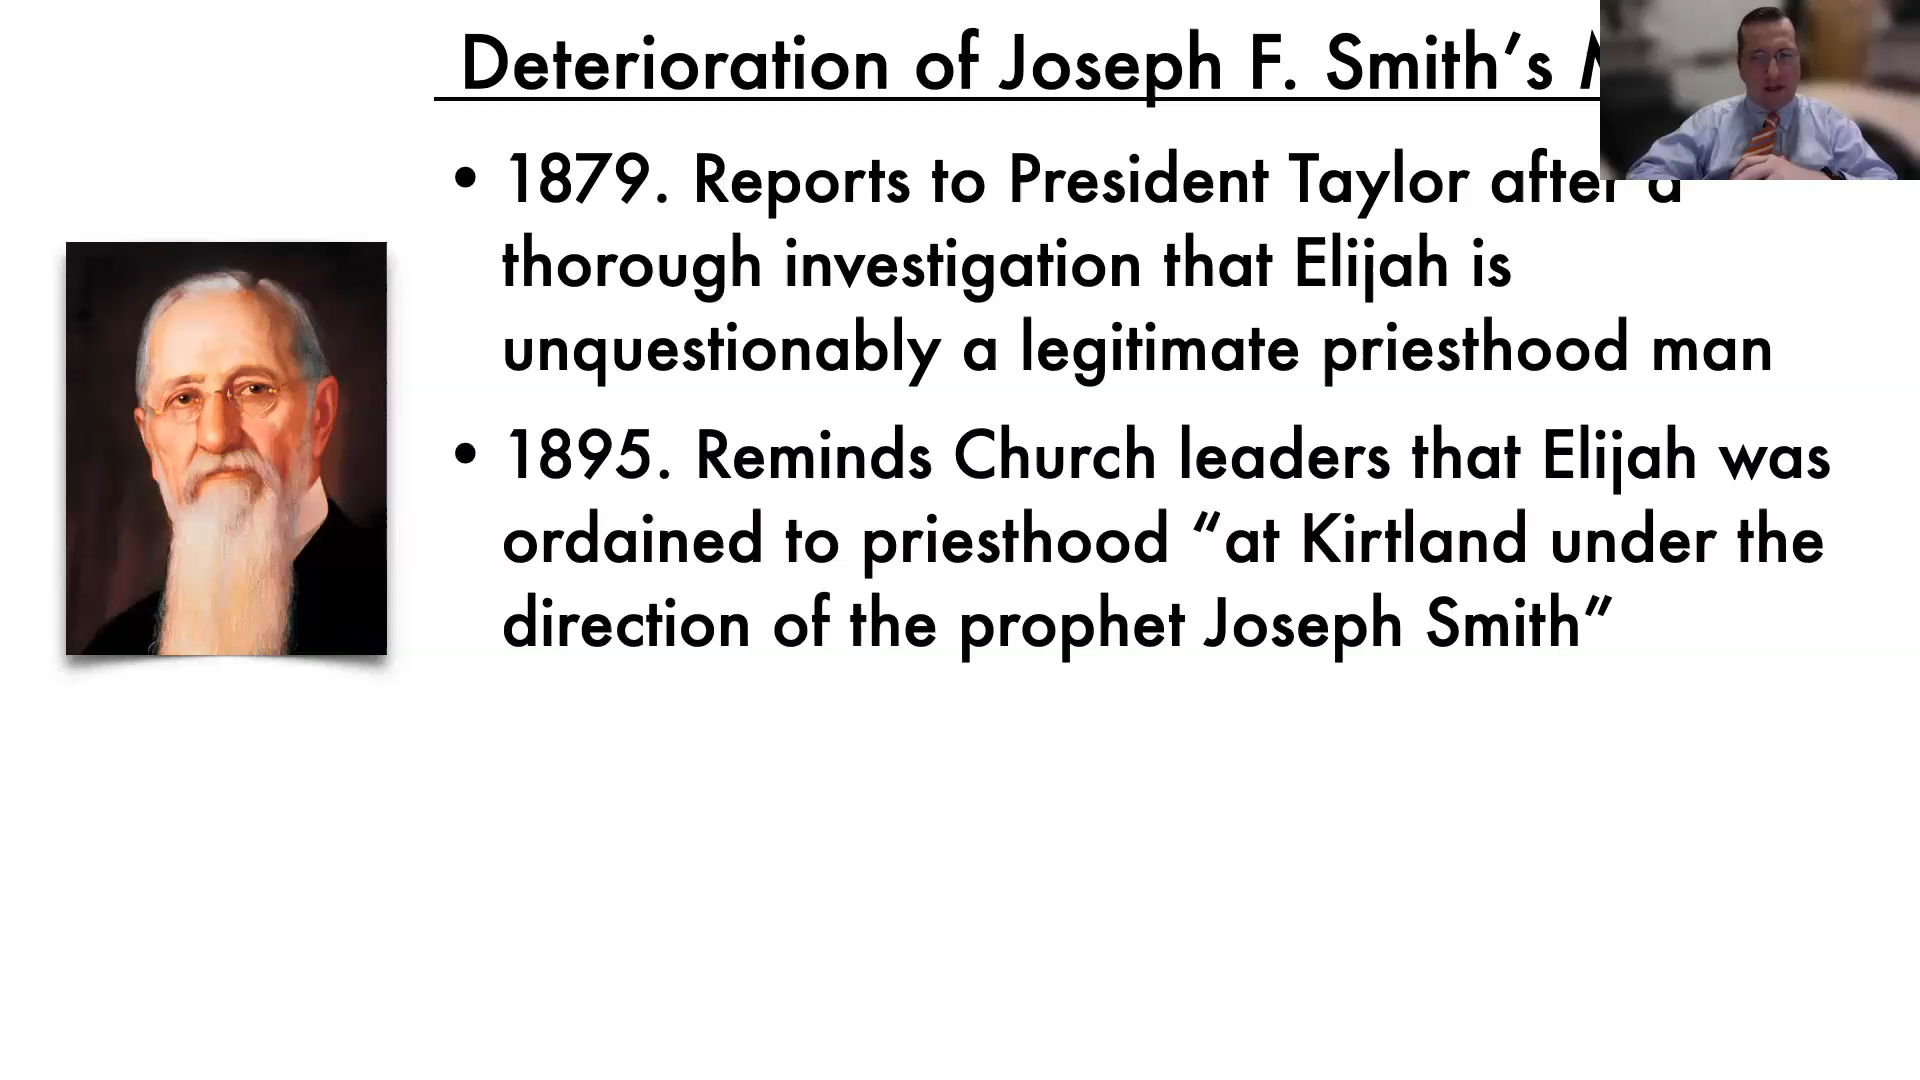 Deterioration of Joseph F. Smith’s
• 1879. Reports to President Taylor after a
thorough investigation that Elijah is
unquestionably a legitimate priesthood man
• 1895. Reminds Church leaders that Elijah was
ordained to priesthood “at Kirtland under the
direction of the prophet Joseph Smith”